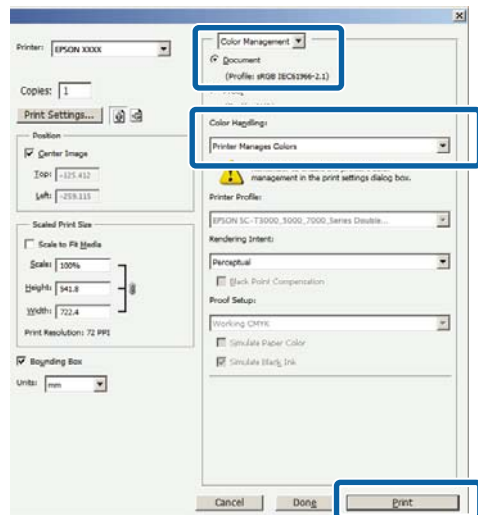 Printer: EPSON XXXX
Copies: 1
Print Settings...
Position
Center Image
Top: -125.412
Left: -259.115
Scaled Print Size
Scale to Fit Media
Scale: 100%
Height: 541.8
Width: 722.4
Print Resolution: 72 PPI
Bounding Box
Units: mm
Color Management
Document
(Profile: sRGB IEC61966-2.1)
Color Handling:
Printer Manages Colors
management in the print settings dialog box.
Printer Profile:
EPSON SC-T3000_5000_7000_Series Double...
Rendering Intent:
Perceptual
Black Point Compensation
Proof Setup:
Working CMYK
Simulate Paper Color
Simulate Black Ink
Cancel
Done
Print